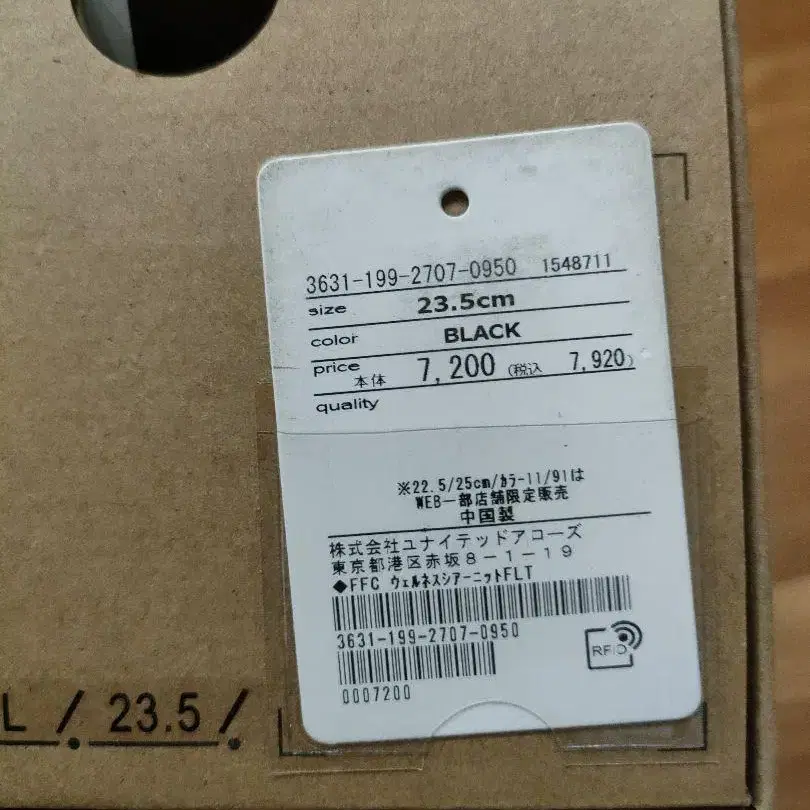 3631-199-2707-0950 1548711
size 23.5cm
color BLACK
price 本体 7,200 (税込 7,920)
quality
※22.5/25cm/ｶﾗｰ11/91は
WEB一部店舗限定販売
中国製
株式会社ユナイテッドアローズ
東京都港区赤坂８－１－１９
◆FFC ｳｪﾙﾈｽｼｱｰﾆｯﾄFLT
3631-199-2707-0950
RFID
0007200
L / 23.5 /